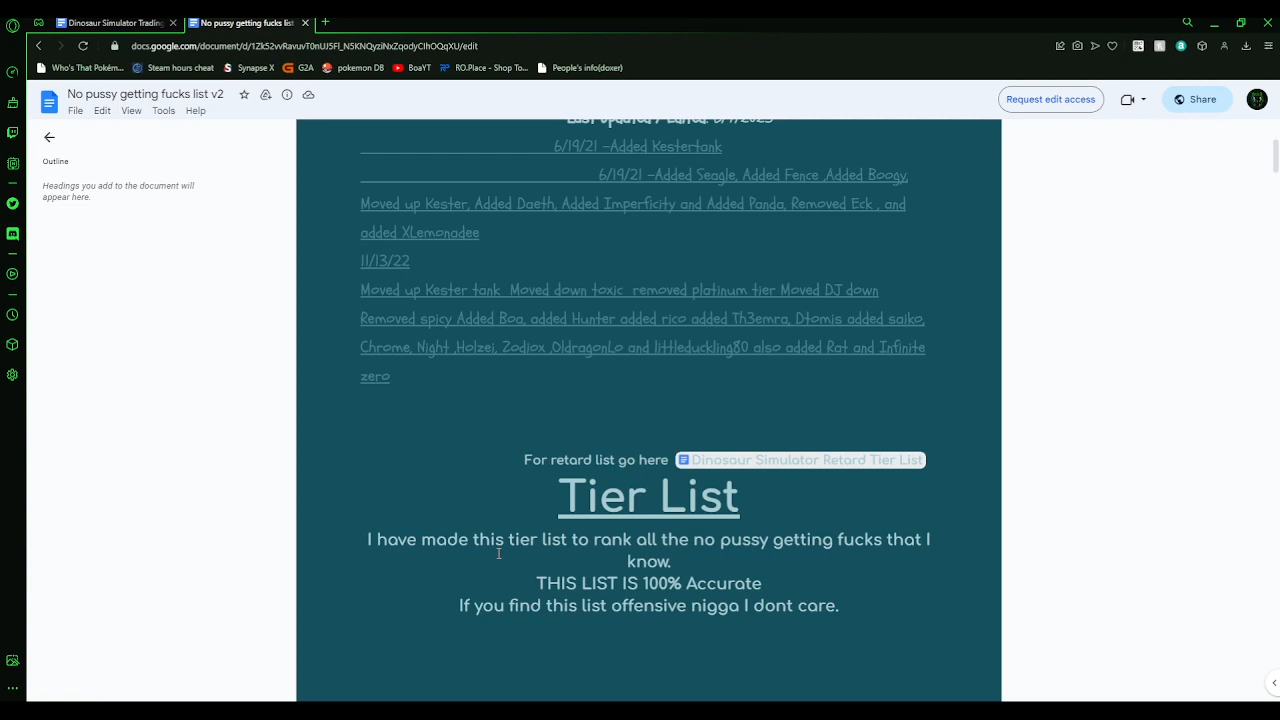 Dinosaur Simulator Trading
No pussy getting fucks list
docs.google.com/document/d/
Who's That Pokém...
Steam hours cheat
Synapse X
G2A
pokemon DB
BoaYT
RO.Place - Shop To...
People's info(doxer)
No pussy getting fucks list v2
File Edit View Tools Help
Request edit access
Share
Outline
Headings you add to the document will
appear here.
6/19/21 -Added Kestertank
6/19/21 -Added Seagle, Added Fence ,Added Boogy,
Moved up Kester, Added Daeth, Added Imperficity and Added Panda, Removed Eck , and
added XLemonadee
11/13/22
Moved up Kester tank Moved down toxic removed platinum tier Moved DJ down
Removed spicy Added Boa, added Hunter added rico added Th3emra, Dtomis added saiko,
Chrome, Night ,Holzei, Zodiox ,OldragonLo and littleduckling80 also added Rat and Infinite
zero
For retard list go here Dinosaur Simulator Retard Tier List
Tier List
I have made this tier list to rank all the no pussy getting fucks that I
know.
THIS LIST IS 100% Accurate
If you find this list offensive nigga I dont care.